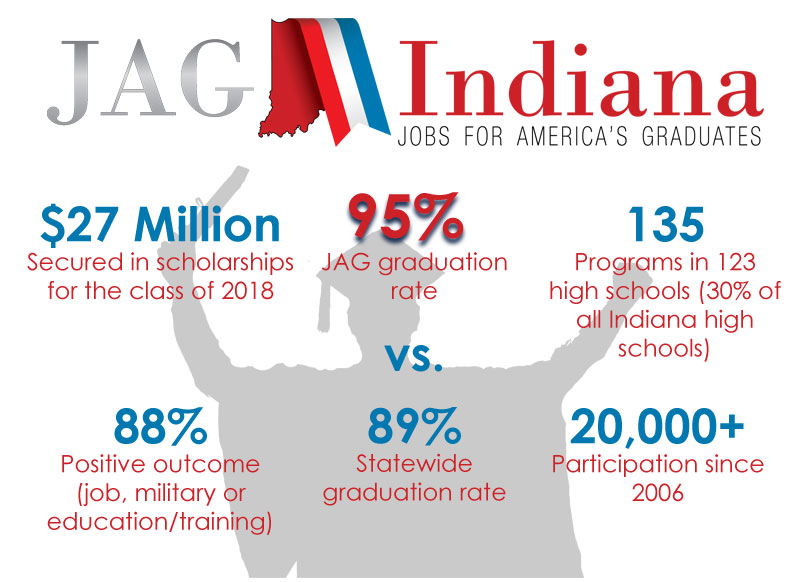 JAG Indiana
JOBS FOR AMERICA'S GRADUATES
$27 Million
Secured in scholarships
for the class of 2018
95%
JAG graduation
rate
135
Programs in 123
high schools (30% of
all Indiana high
schools)
vs.
88%
Positive outcome
(job, military or
education/training)
89%
Statewide
graduation rate
20,000+
Participation since
2006